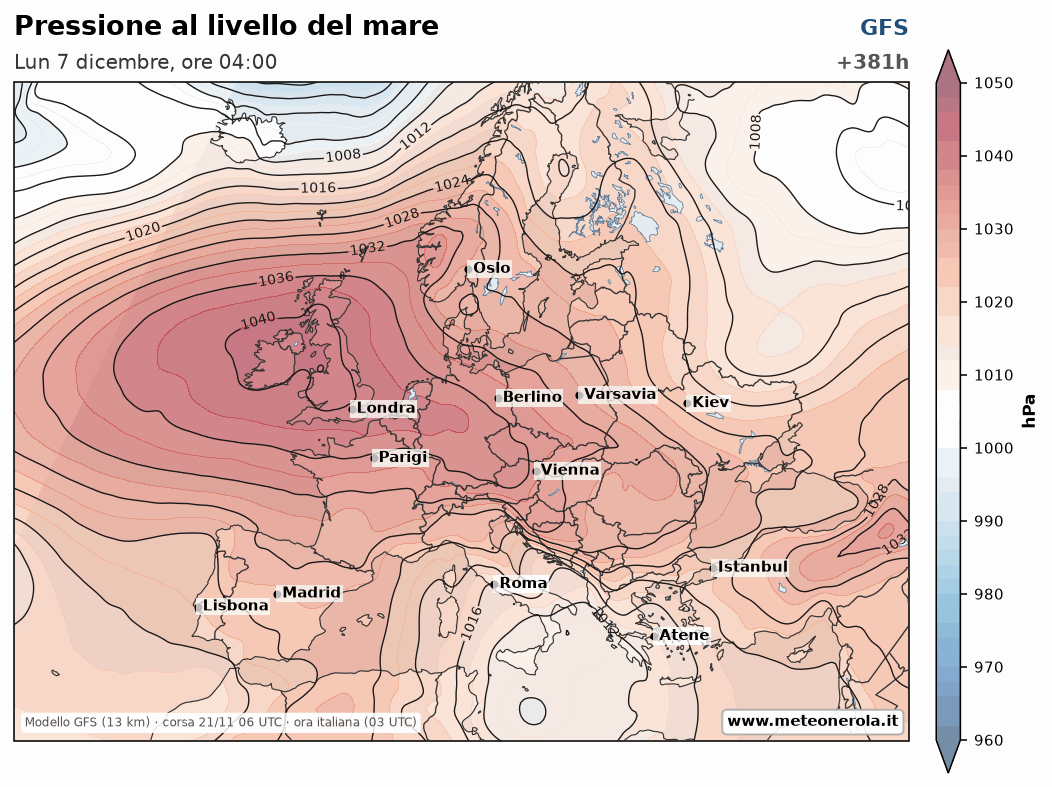 Pressione al livello del mare
GFS
Lun 7 dicembre, ore 04:00
+381h
1050
1040
1030
1020
1010
1000
990
980
970
960
hPa
1012
1008
1008
1016
1024
1028
1020
1032
1036
1040
Oslo
Londra
Berlino
Varsavia
Kiev
Parigi
Vienna
1028
Istanbul
Roma
Madrid
Lisbona
1016
1012
Atene
Modello GFS (13 km) · corsa 21/11 06 UTC · ora italiana (03 UTC)
www.meteonerola.it